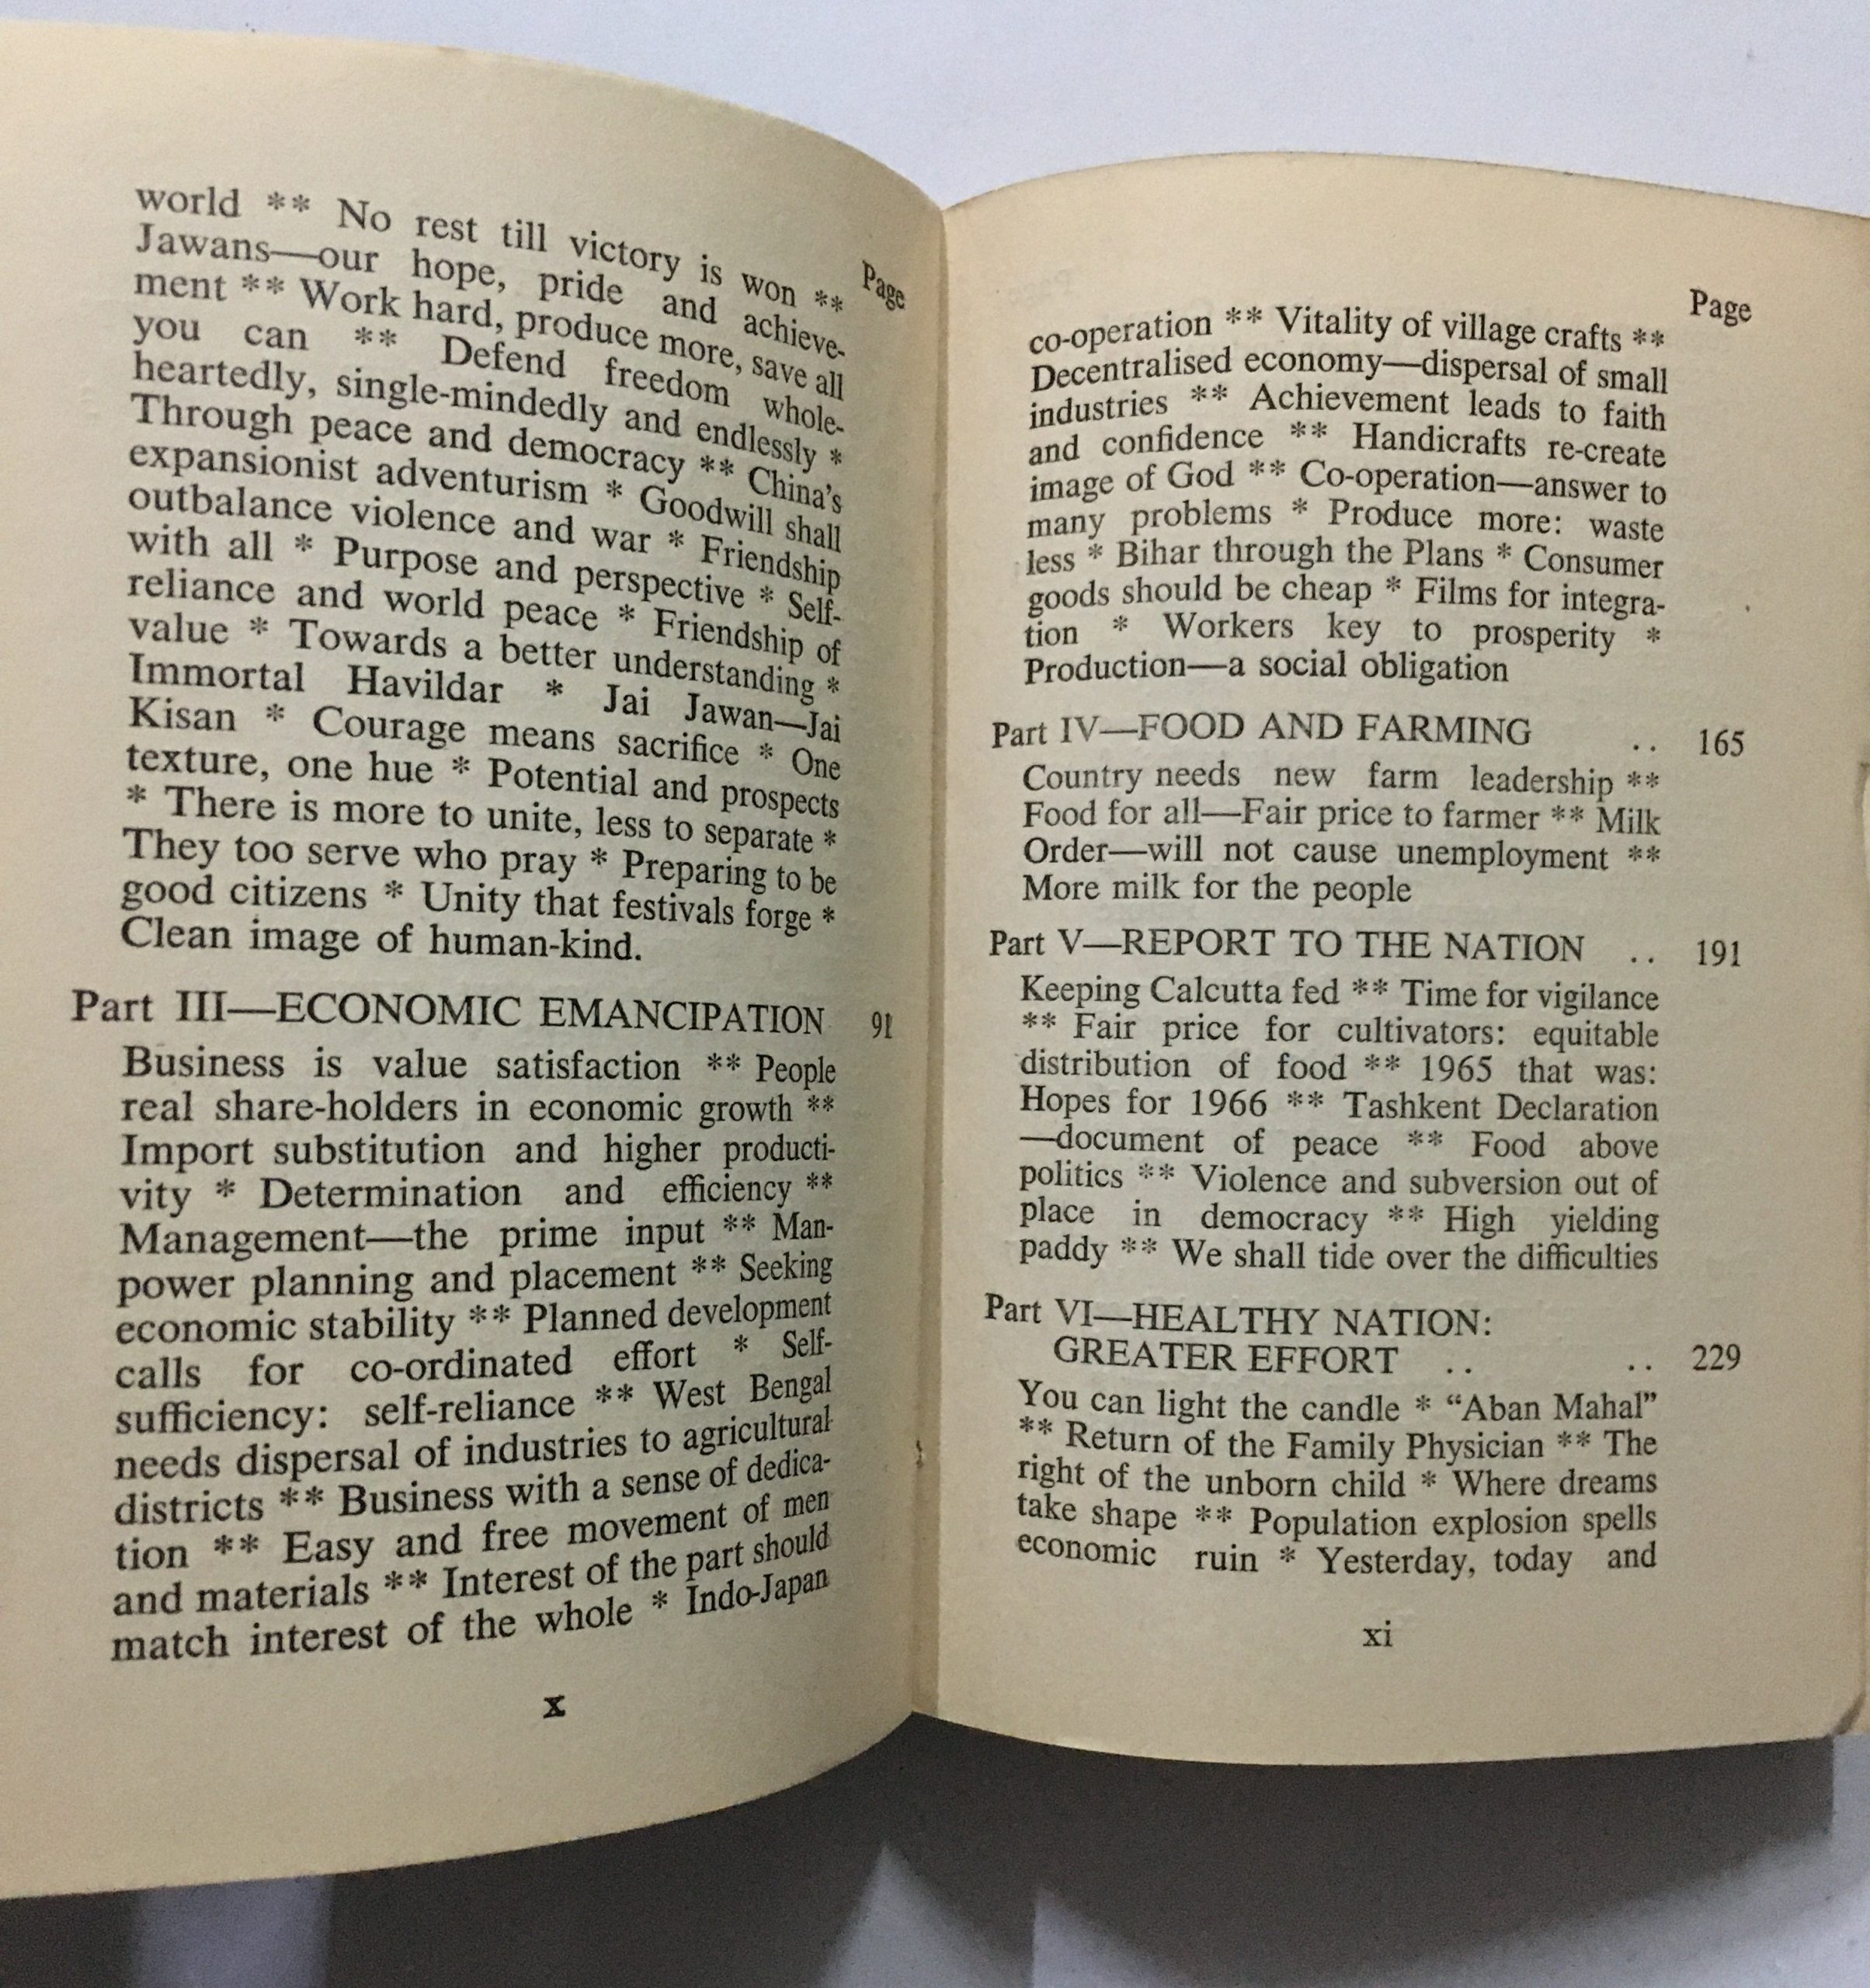 Page
world ** No rest till victory is won **
Jawans—our hope, pride and achieve-
ment ** Work hard, produce more, save all
you can ** Defend freedom whole-
heartedly, single-mindedly and endlessly *
Through peace and democracy ** China's
expansionist adventurism * Goodwill shall
outbalance violence and war * Friendship
with all * Purpose and perspective * Self-
reliance and world peace * Friendship of
value * Towards a better understanding *
Immortal Havildar * Jai Jawan—Jai
Kisan * Courage means sacrifice * One
texture, one hue * Potential and prospects
* There is more to unite, less to separate *
They too serve who pray * Preparing to be
good citizens * Unity that festivals forge *
Clean image of human-kind.
Part III—ECONOMIC EMANCIPATION 91
Business is value satisfaction ** People
real share-holders in economic growth **
Import substitution and higher producti-
vity * Determination and efficiency **
Management—the prime input ** Man-
power planning and placement ** Seeking
economic stability ** Planned development
calls for co-ordinated effort * Self-
sufficiency: self-reliance ** West Bengal
needs dispersal of industries to agricultural
districts ** Business with a sense of dedica-
tion ** Easy and free movement of men
and materials ** Interest of the part should
match interest of the whole * Indo-Japan
x
Page
co-operation ** Vitality of village crafts **
Decentralised economy—dispersal of small
industries ** Achievement leads to faith
and confidence ** Handicrafts re-create
image of God ** Co-operation—answer to
many problems * Produce more: waste
less * Bihar through the Plans * Consumer
goods should be cheap * Films for integra-
tion * Workers key to prosperity *
Production—a social obligation
Part IV—FOOD AND FARMING .. 165
Country needs new farm leadership **
Food for all—Fair price to farmer ** Milk
Order—will not cause unemployment **
More milk for the people
Part V—REPORT TO THE NATION .. 191
Keeping Calcutta fed ** Time for vigilance
** Fair price for cultivators: equitable
distribution of food ** 1965 that was:
Hopes for 1966 ** Tashkent Declaration
—document of peace ** Food above
politics ** Violence and subversion out of
place in democracy ** High yielding
paddy ** We shall tide over the difficulties
Part VI—HEALTHY NATION:
GREATER EFFORT .. .. 229
You can light the candle * “Aban Mahal”
** Return of the Family Physician ** The
right of the unborn child * Where dreams
take shape ** Population explosion spells
economic ruin * Yesterday, today and
xi